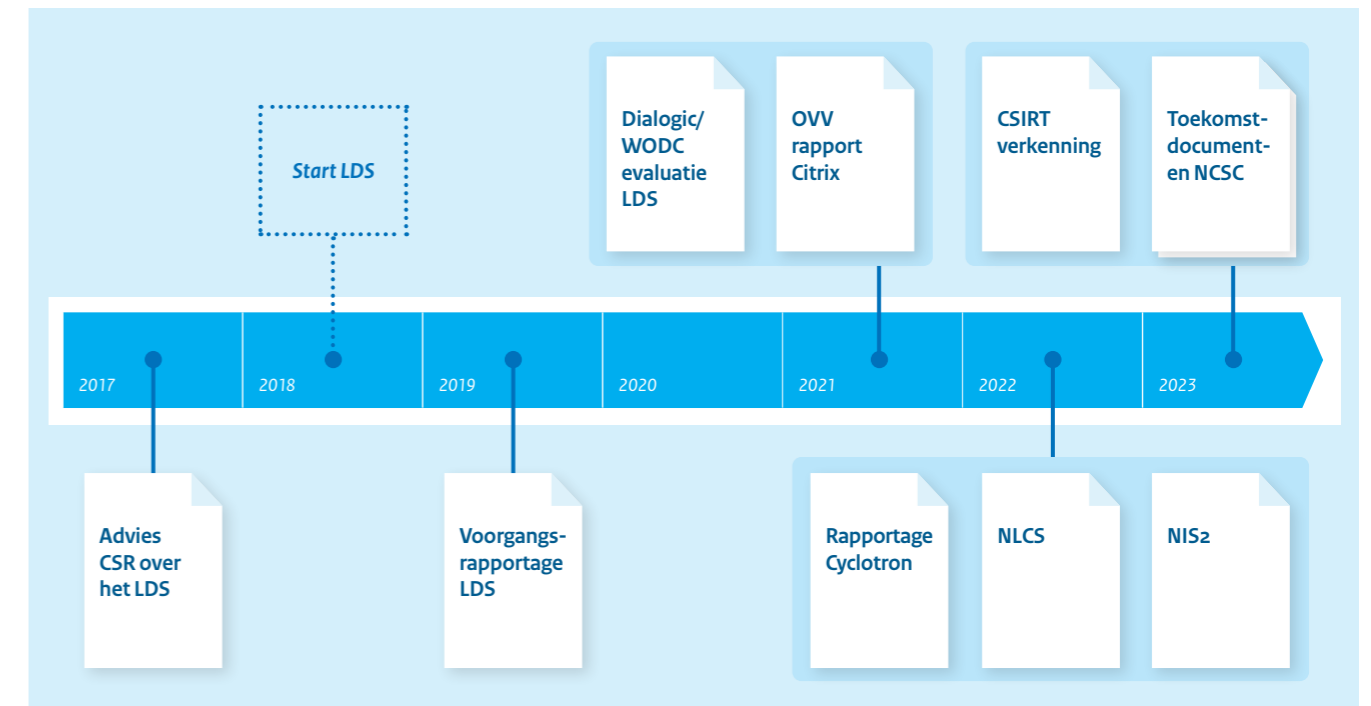 Start LDS
Dialogic/
WODC
evaluatie
LDS
OVV
rapport
Citrix
CSIRT
verkenning
Toekomst-
document-
en NCSC
2017
2018
2019
2020
2021
2022
2023
Advies
CSR over
het LDS
Voorgangs-
rapportage
LDS
Rapportage
Cyclotron
NLCS
NIS2